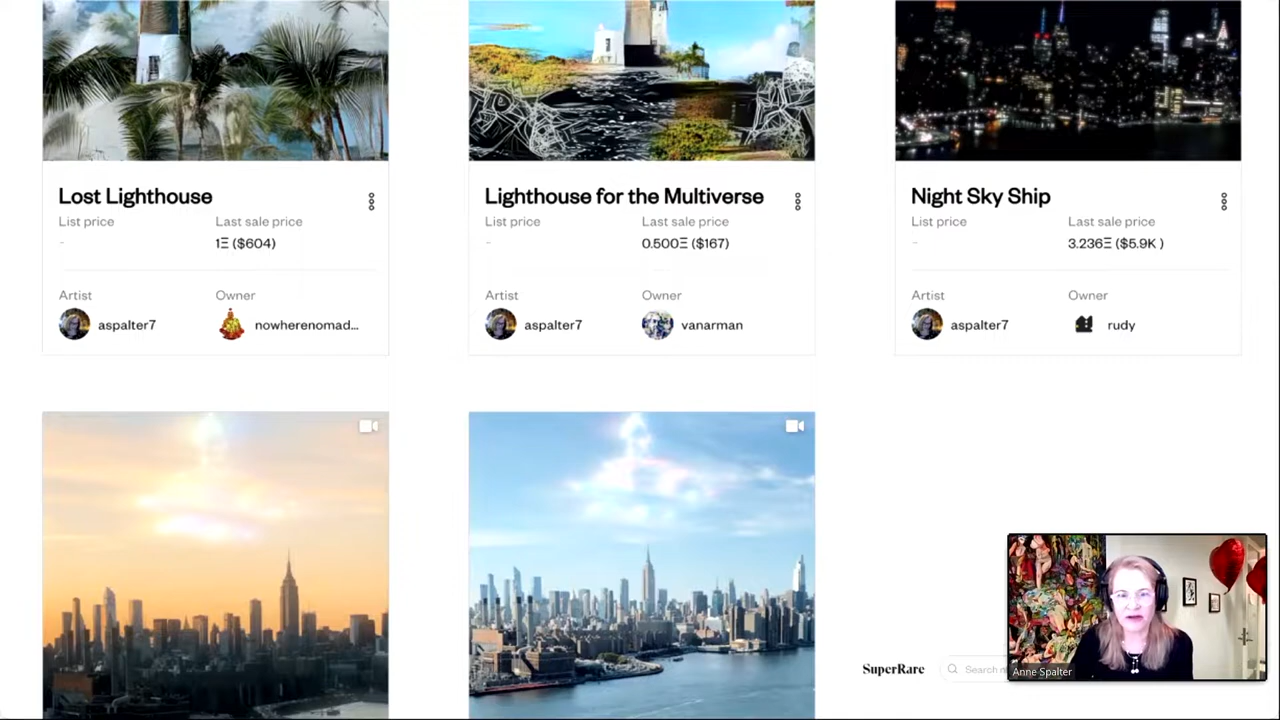 Lost Lighthouse
List price Last sale price
- 1Ξ ($604)
Artist Owner
aspalter7 nowherenomad...
Lighthouse for the Multiverse
List price Last sale price
- 0.500Ξ ($167)
Artist Owner
aspalter7 vanarman
Night Sky Ship
List price Last sale price
- 3.236Ξ ($5.9K )
Artist Owner
aspalter7 rudy
SuperRare
Search
Anne Spalter